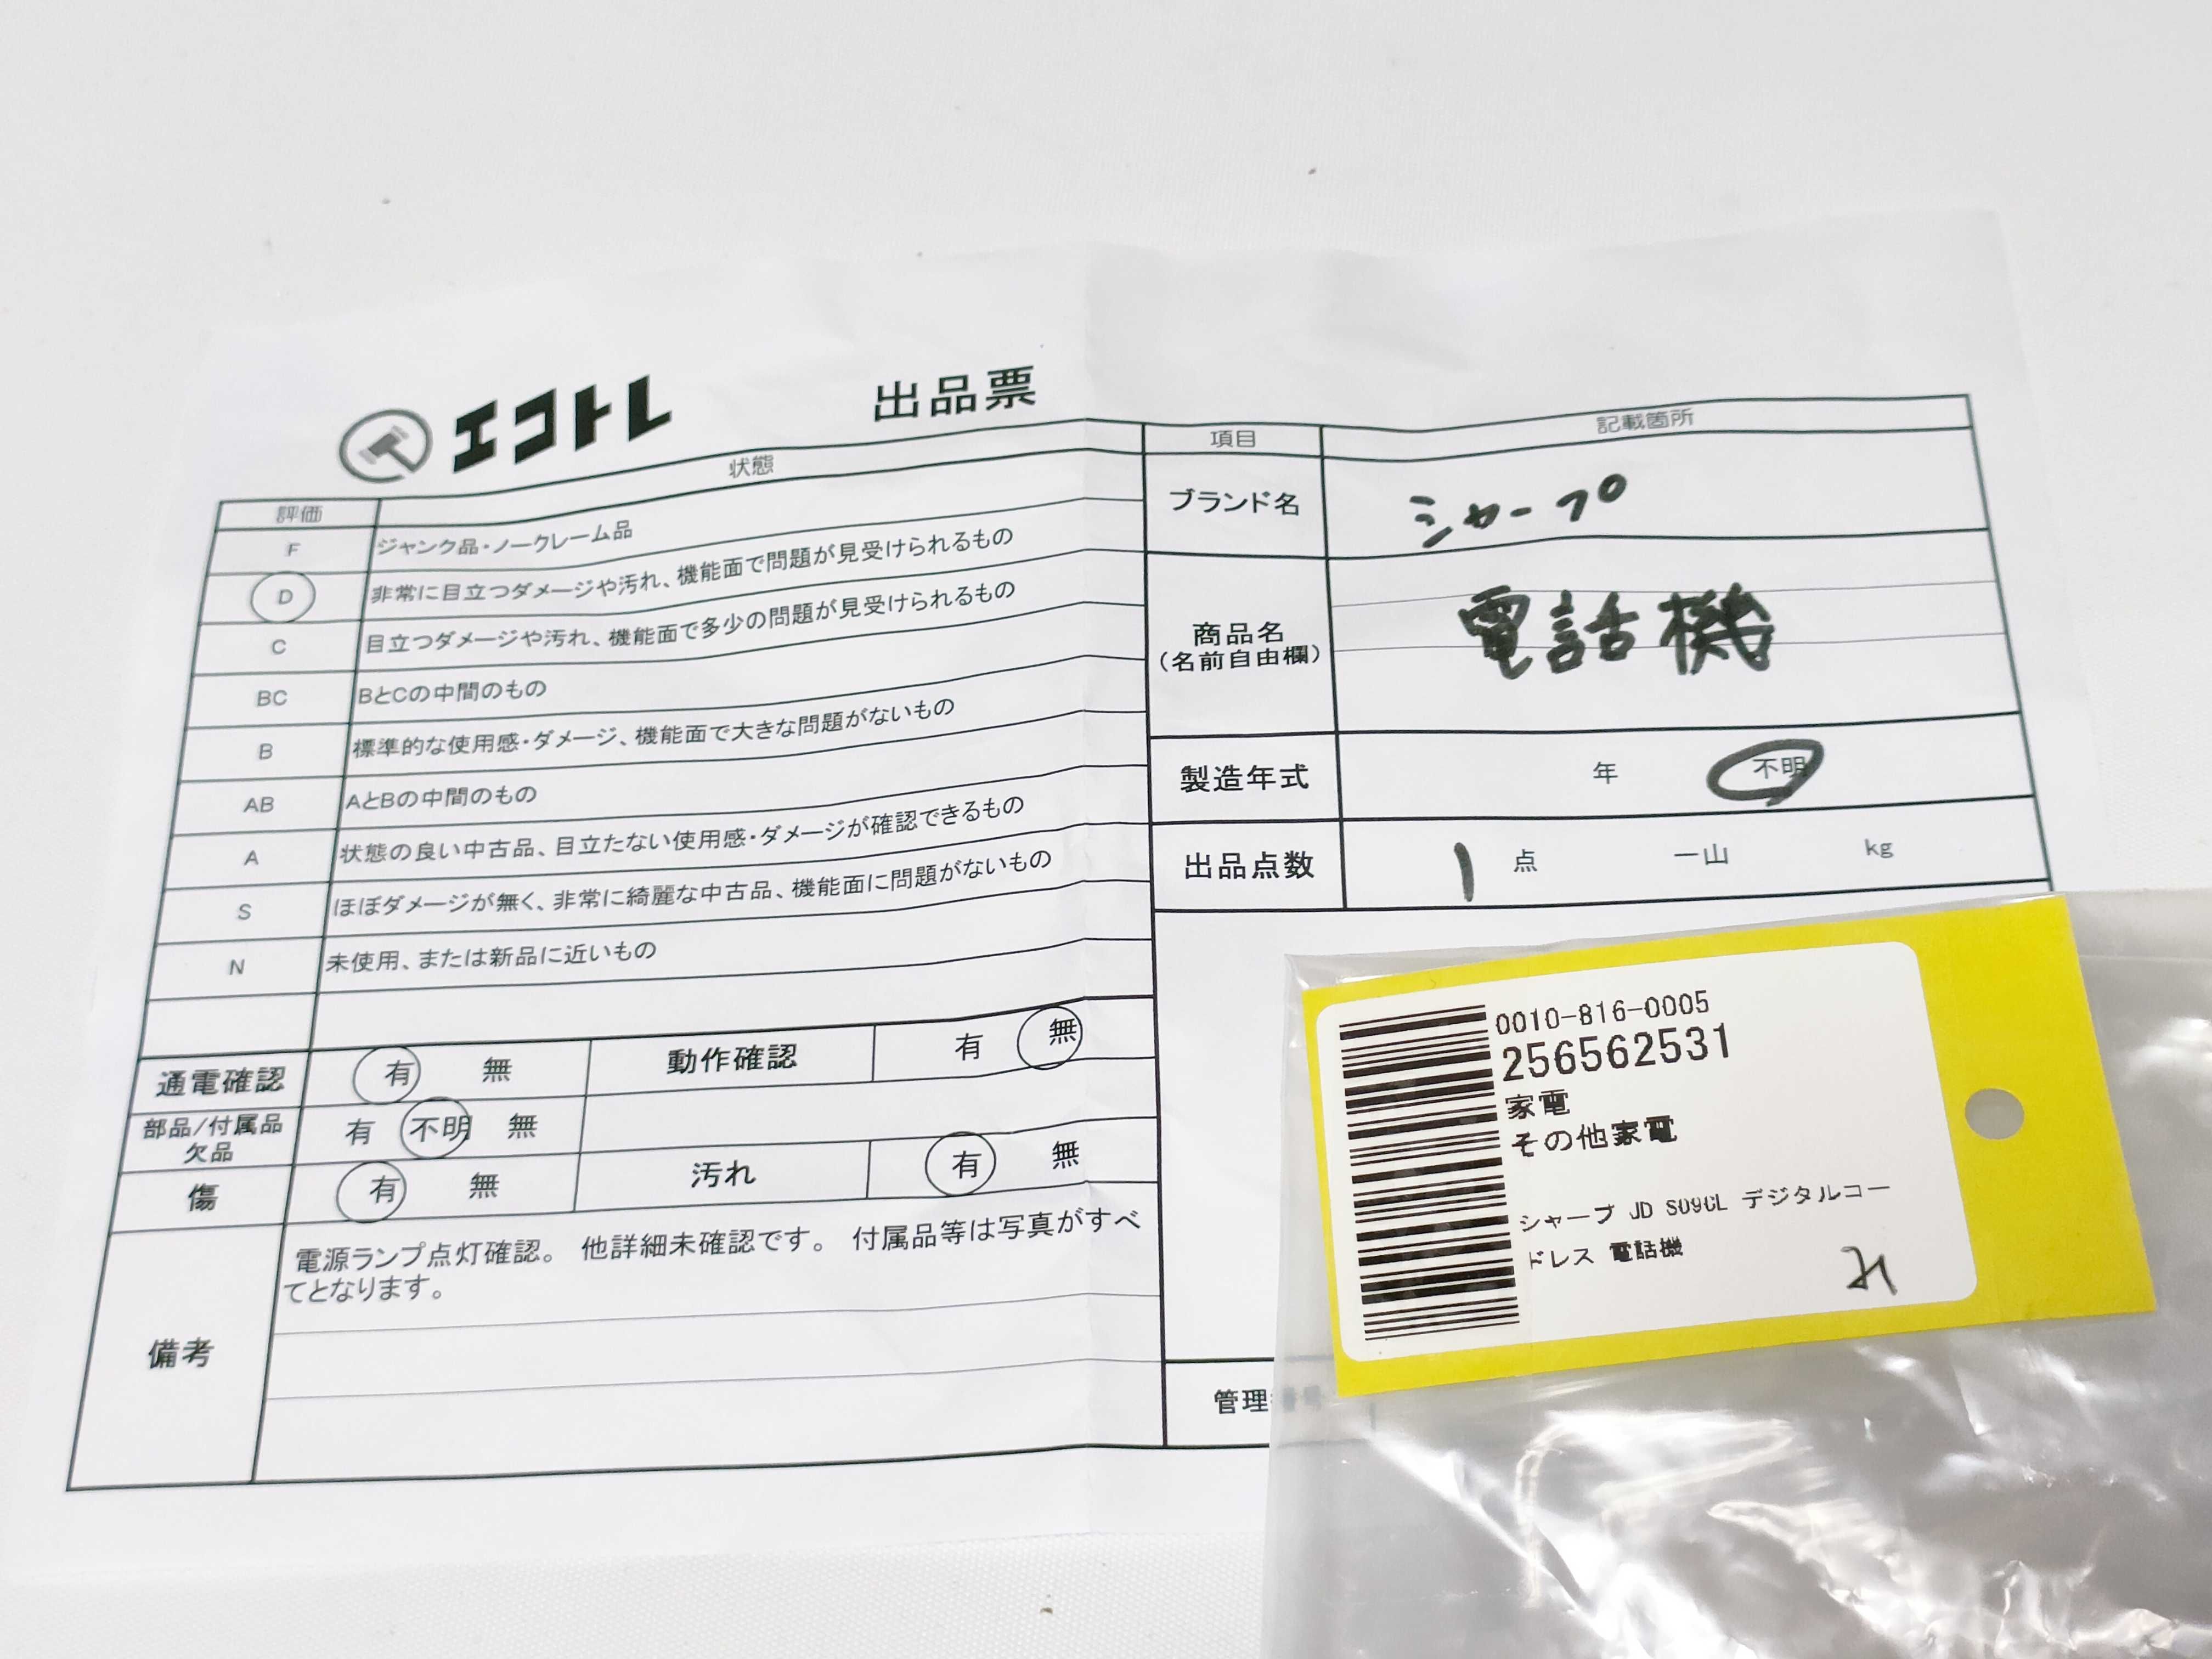 エコトレ 出品票
評価 状態
F ジャンク品・ノークレーム品
D 非常に目立つダメージや汚れ、機能面で問題が見受けられるもの
C 目立つダメージや汚れ、機能面で多少の問題が見受けられるもの
BC BとCの中間のもの
B 標準的な使用感・ダメージ、機能面で大きな問題がないもの
AB AとBの中間のもの
A 状態の良い中古品、目立たない使用感・ダメージが確認できるもの
S ほぼダメージが無く、非常に綺麗な中古品、機能面に問題がないもの
N 未使用、または新品に近いもの
通電確認 有 無 動作確認 有 無
部品/付属品
欠品 有 不明 無
傷 有 無 汚れ 有 無
備考 電源ランプ点灯確認。 他詳細未確認です。 付属品等は写真がすべ
てとなります。
項目 記載箇所
ブランド名 シャープ
商品名
(名前自由欄) 電話機
製造年式 年 不明
出品点数 1 点 一山 kg
管理番号
0010-816-0005
256562531
家電
その他家電
シャープ JD S09CL デジタルコー
ドレス 電話機